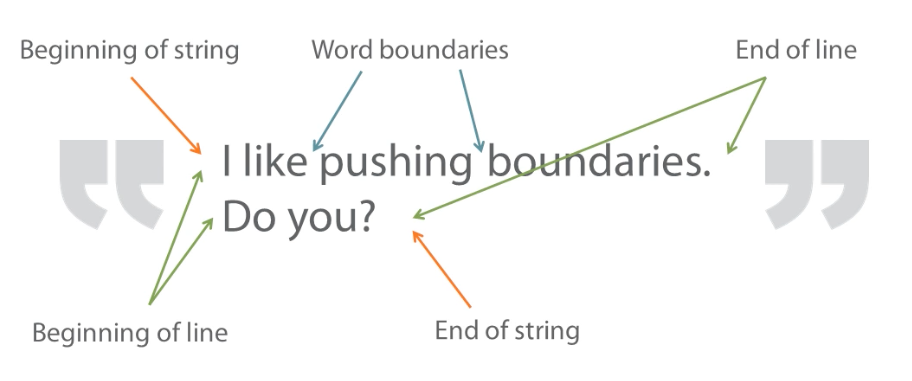 Beginning of string
Word boundaries
End of line
I like pushing boundaries.
Do you?
Beginning of line
End of string